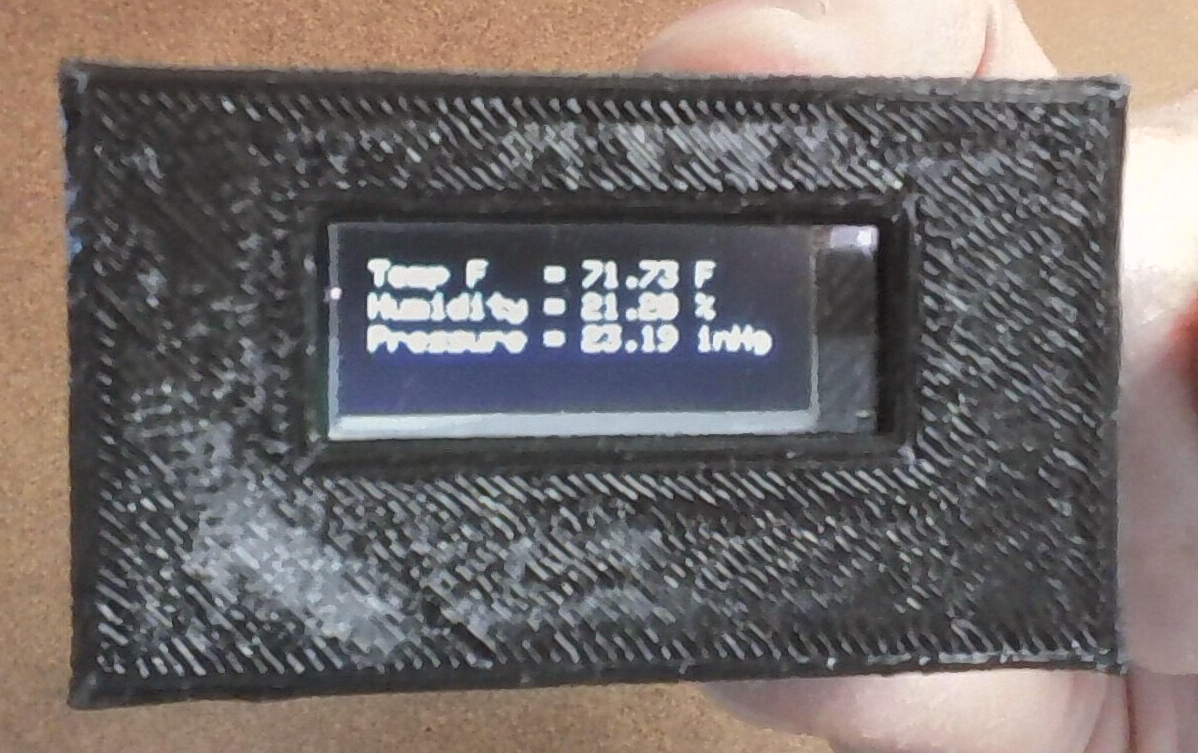 Temp F   = 71.73 F
Humidity = 21.20 %
Pressure = 23.19 inHg